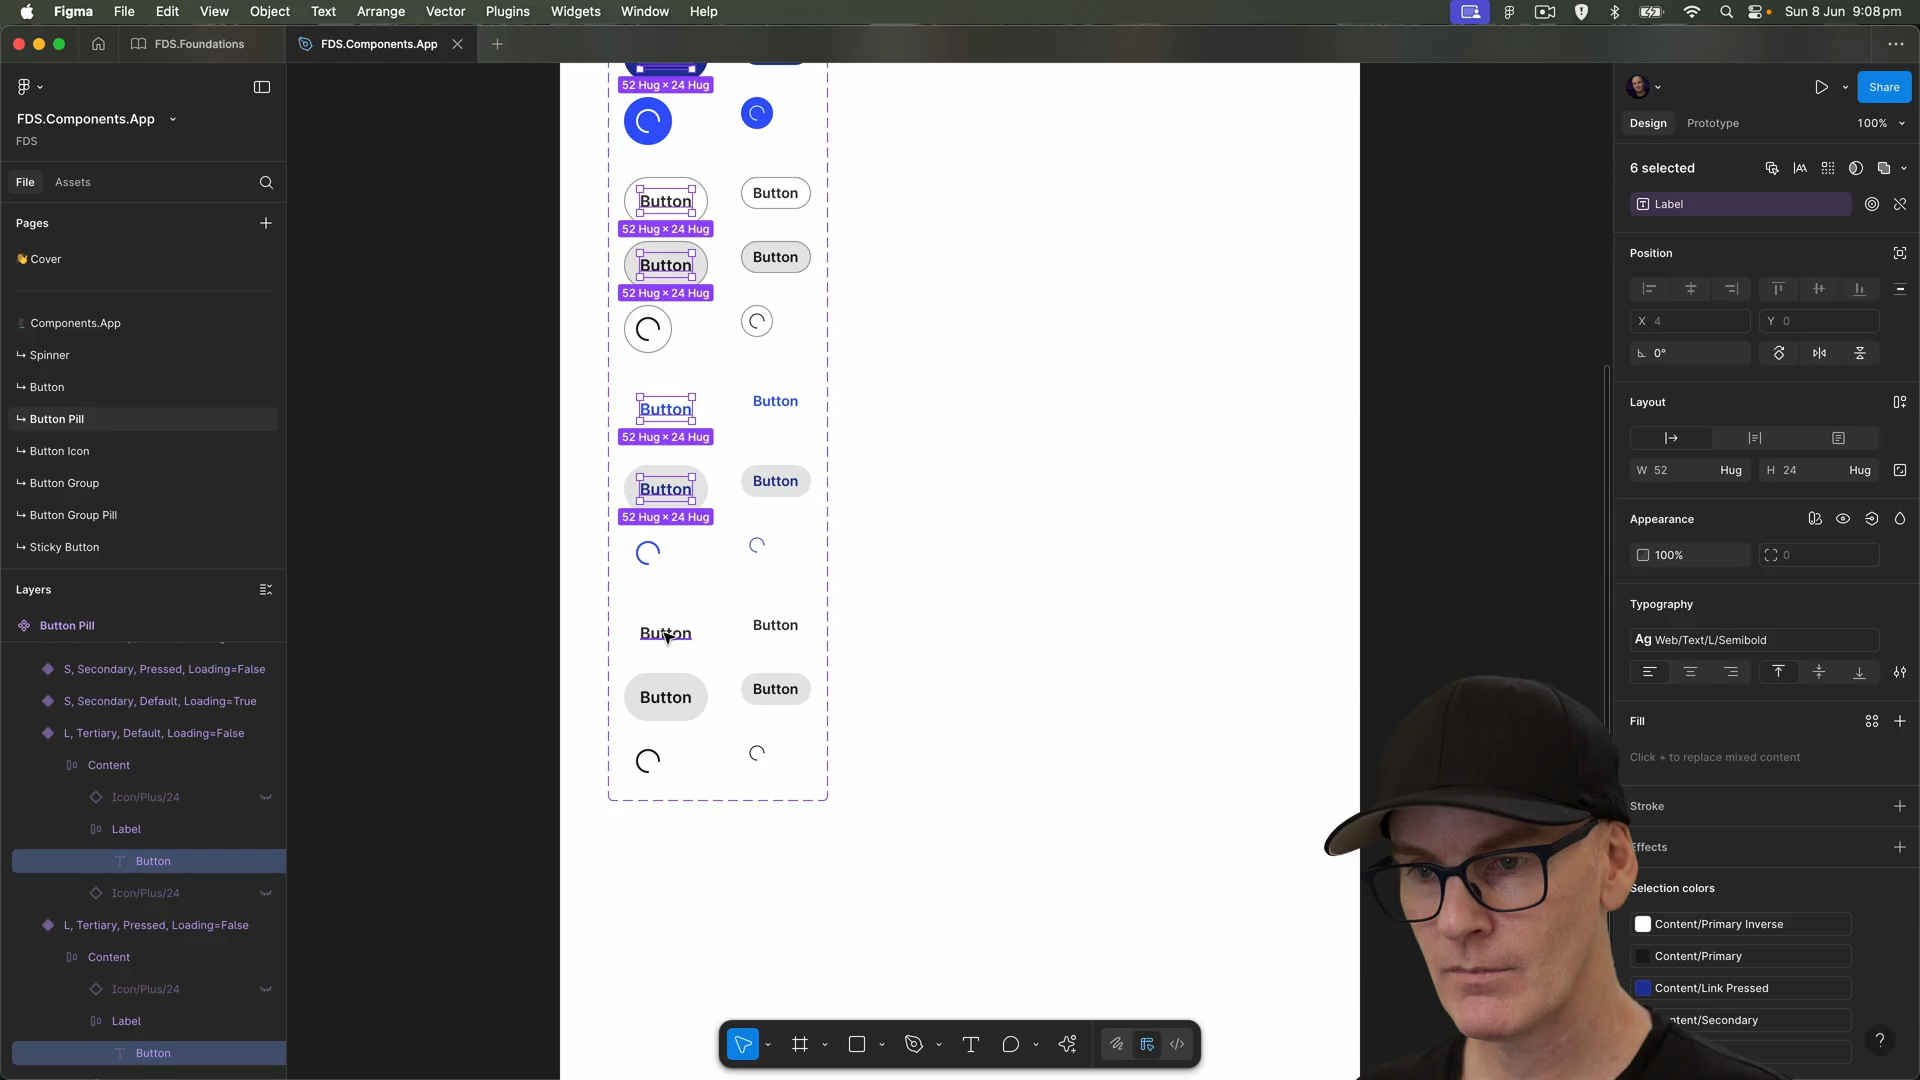 Figma File Edit View Object Text Arrange Vector Plugins Widgets Window Help
Sun 8 Jun 9:08 pm
FDS.Foundations
FDS.Components.App
FDS.Components.App
FDS
File Assets
Pages
👋 Cover
Components.App
↳ Spinner
↳ Button
↳ Button Pill
↳ Button Icon
↳ Button Group
↳ Button Group Pill
↳ Sticky Button
Layers
Button Pill
S, Secondary, Pressed, Loading=False
S, Secondary, Default, Loading=True
L, Tertiary, Default, Loading=False
Content
Icon/Plus/24
Label
Button
Icon/Plus/24
L, Tertiary, Pressed, Loading=False
Content
Icon/Plus/24
Label
Button
52 Hug × 24 Hug
Button Button
52 Hug × 24 Hug
Button Button
52 Hug × 24 Hug
Button Button
52 Hug × 24 Hug
Button Button
52 Hug × 24 Hug
Button Button
Button Button
Share
Design Prototype 100%
6 selected
Label
Position
X 4 Y 0
0°
Layout
W 52 Hug H 24 Hug
Appearance
100% 0
Typography
Ag Web/Text/L/Semibold
Fill
Click + to replace mixed content
Stroke
Effects
Selection colors
Content/Primary Inverse
Content/Primary
Content/Link Pressed
ntent/Secondary
?